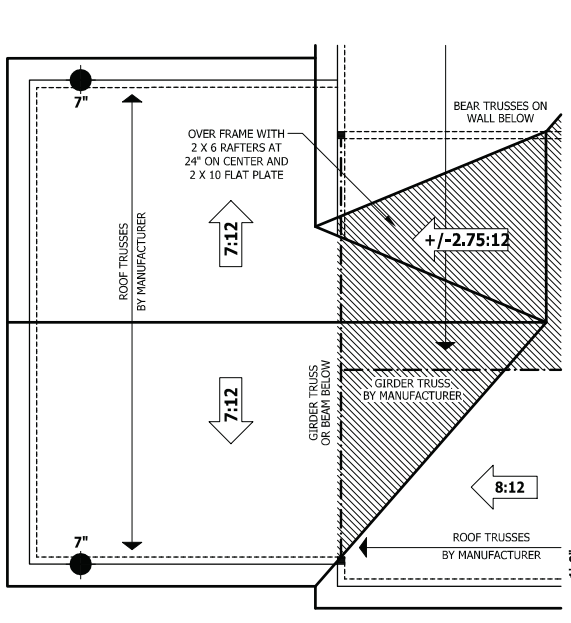 7"
BEAR TRUSSES ON
WALL BELOW
OVER FRAME WITH
2 X 6 RAFTERS AT
24" ON CENTER AND
2 X 10 FLAT PLATE
ROOF TRUSSES
BY MANUFACTURER
7:12
+/-2.75:12
7:12
GIRDER TRUSS
OR BEAM BELOW
GIRDER TRUSS
BY MANUFACTURER
8:12
7"
ROOF TRUSSES
BY MANUFACTURER